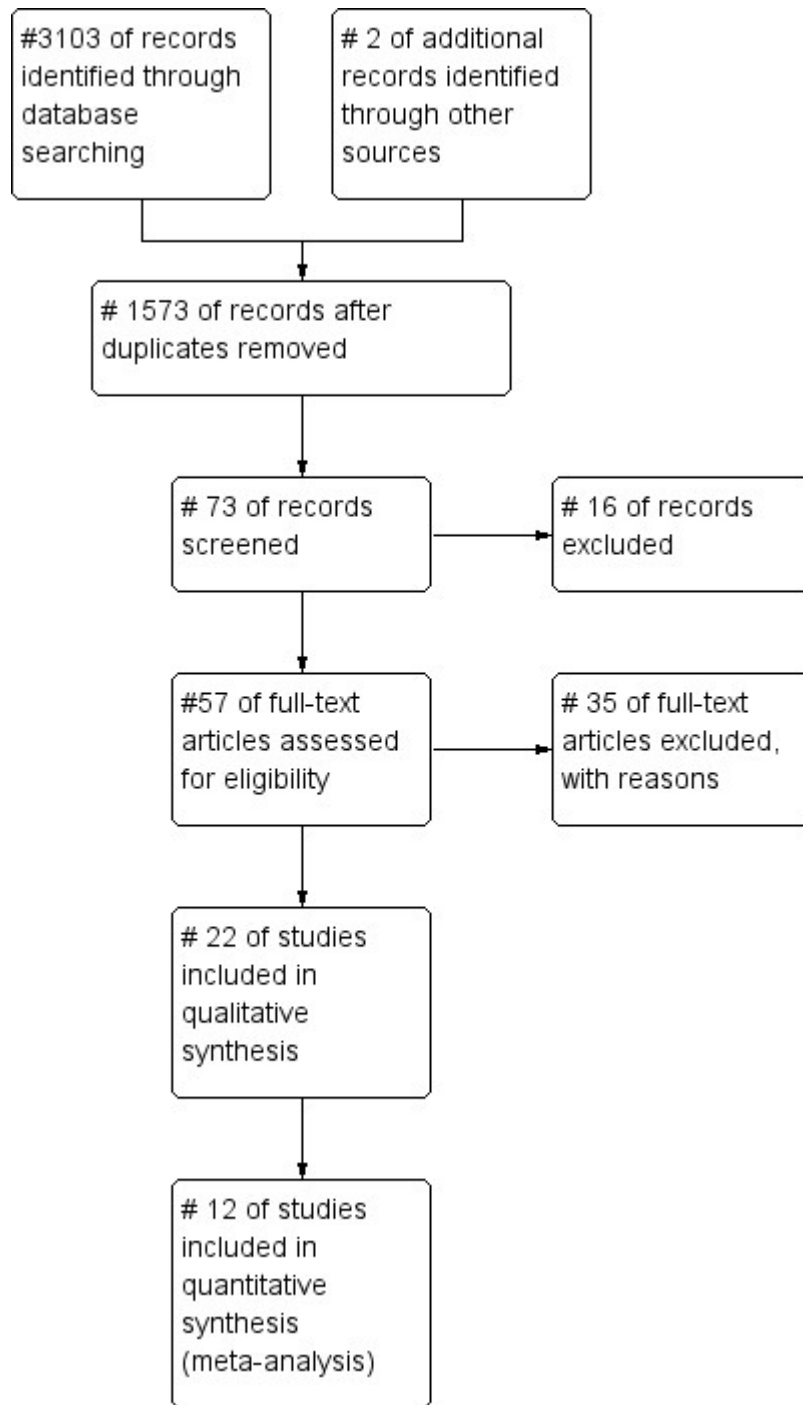 #3103 of records
identified through
database
searching
# 2 of additional
records identified
through other
sources
# 1573 of records after
duplicates removed
# 73 of records
screened
# 16 of records
excluded
#57 of full-text
articles assessed
for eligibility
# 35 of full-text
articles excluded,
with reasons
# 22 of studies
included in
qualitative
synthesis
# 12 of studies
included in
quantitative
synthesis
(meta-analysis)